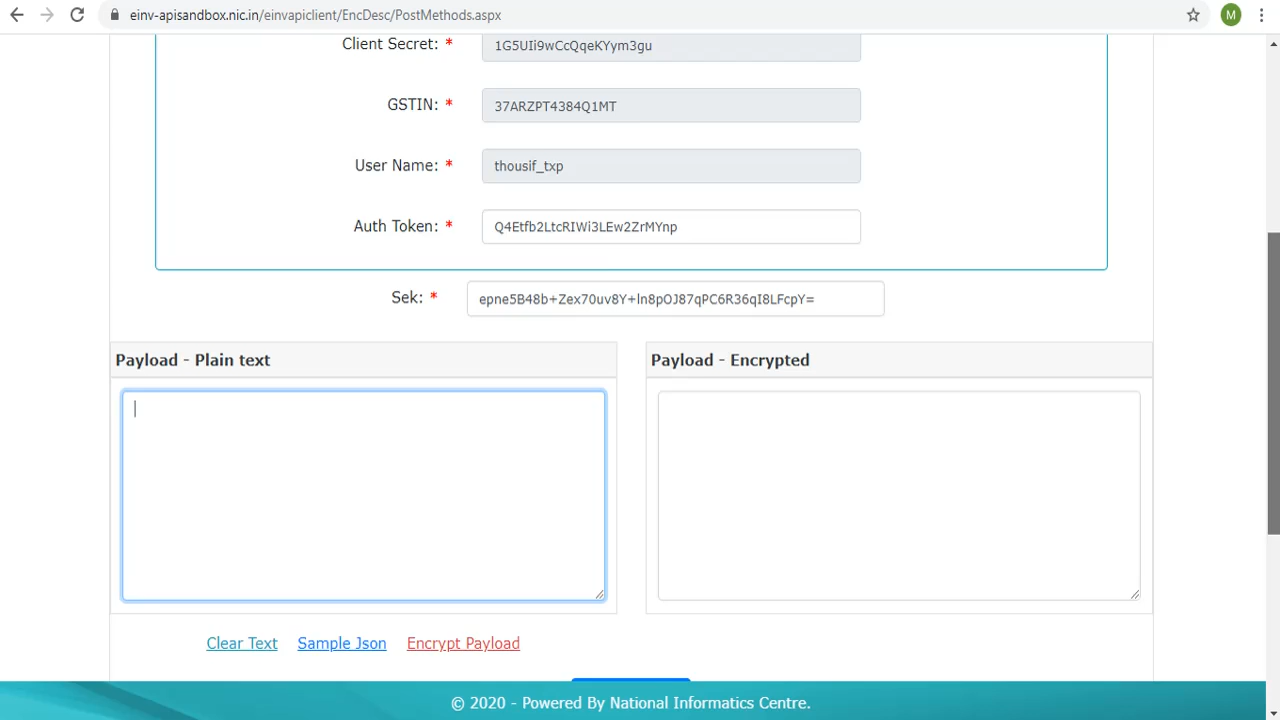 einv-apisandbox.nic.in/einvapiclient/EncDesc/PostMethods.aspx
M
Client Secret: * 1G5UIi9wCcQqeKYym3gu
GSTIN: * 37ARZPT4384Q1MT
User Name: * thousif_txp
Auth Token: * Q4Etfb2LtcRIWi3LEw2ZrMYnp
Sek: * epne5B48b+Zex70uv8Y+ln8pOJ87qPC6R36qI8LFcpY=
Payload - Plain text
Payload - Encrypted
Clear Text Sample Json Encrypt Payload
© 2020 - Powered By National Informatics Centre.